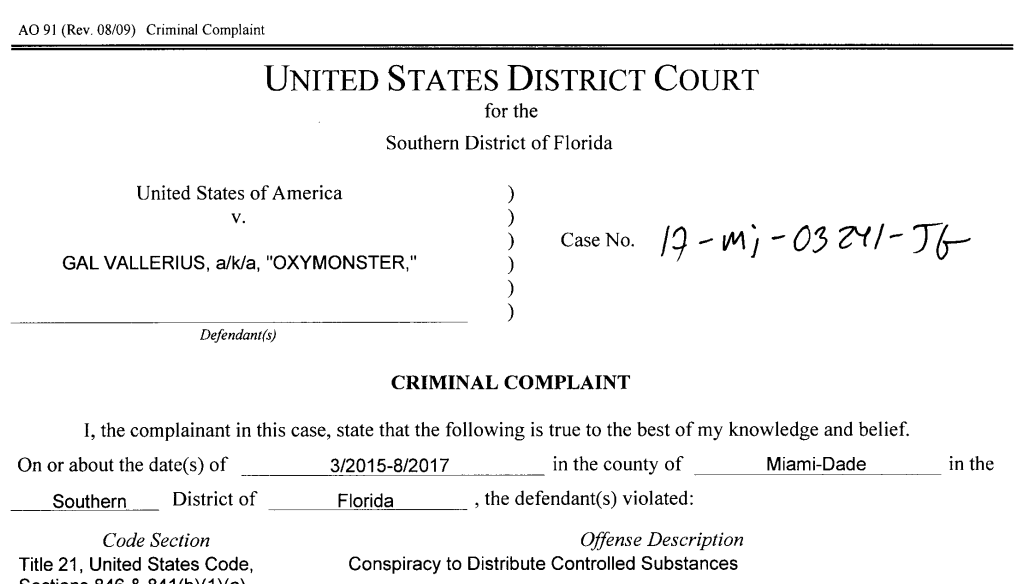 AO 91 (Rev. 08/09) Criminal Complaint
UNITED STATES DISTRICT COURT
for the
Southern District of Florida
United States of America
v.
GAL VALLERIUS, a/k/a, "OXYMONSTER,"
)
)
)
)
)
)
Case No. 17-mj-03241-JG
Defendant(s)
CRIMINAL COMPLAINT
I, the complainant in this case, state that the following is true to the best of my knowledge and belief.
On or about the date(s) of 3/2015-8/2017 in the county of Miami-Dade in the
Southern District of Florida , the defendant(s) violated:
Code Section Offense Description
Title 21, United States Code, Conspiracy to Distribute Controlled Substances
Sections 846 & 841(b)(1)(c)